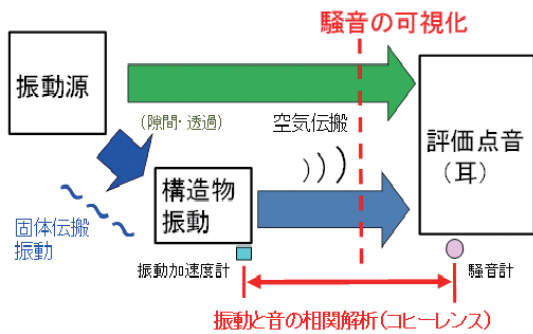 騒音の可視化
振動源
(隙間・透過)
空気伝搬
評価点音
(耳)
構造物
振動
固体伝搬
振動
振動加速度計
騒音計
振動と音の相関解析(コヒーレンス)